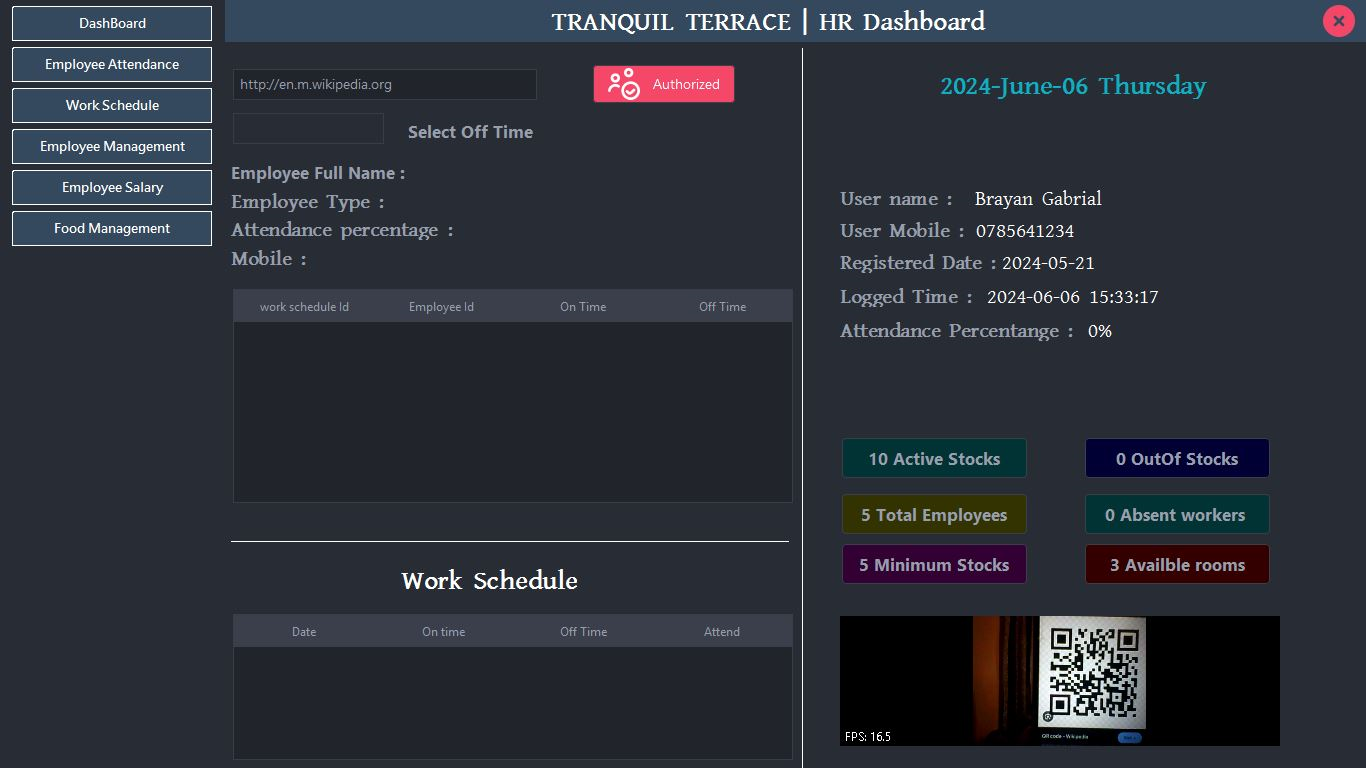 DashBoard
Employee Attendance
Work Schedule
Employee Management
Employee Salary
Food Management
TRANQUIL TERRACE | HR Dashboard
http://en.m.wikipedia.org
Authorized
Select Off Time
Employee Full Name :
Employee Type :
Attendance percentage :
Mobile :
work schedule Id Employee Id On Time Off Time
Work Schedule
Date On time Off Time Attend
2024-June-06 Thursday
User name : Brayan Gabrial
User Mobile : 0785641234
Registered Date : 2024-05-21
Logged Time : 2024-06-06 15:33:17
Attendance Percentange : 0%
10 Active Stocks 0 OutOf Stocks
5 Total Employees 0 Absent workers
5 Minimum Stocks 3 Availble rooms
QR code - Wikipedia
FPS: 16.5